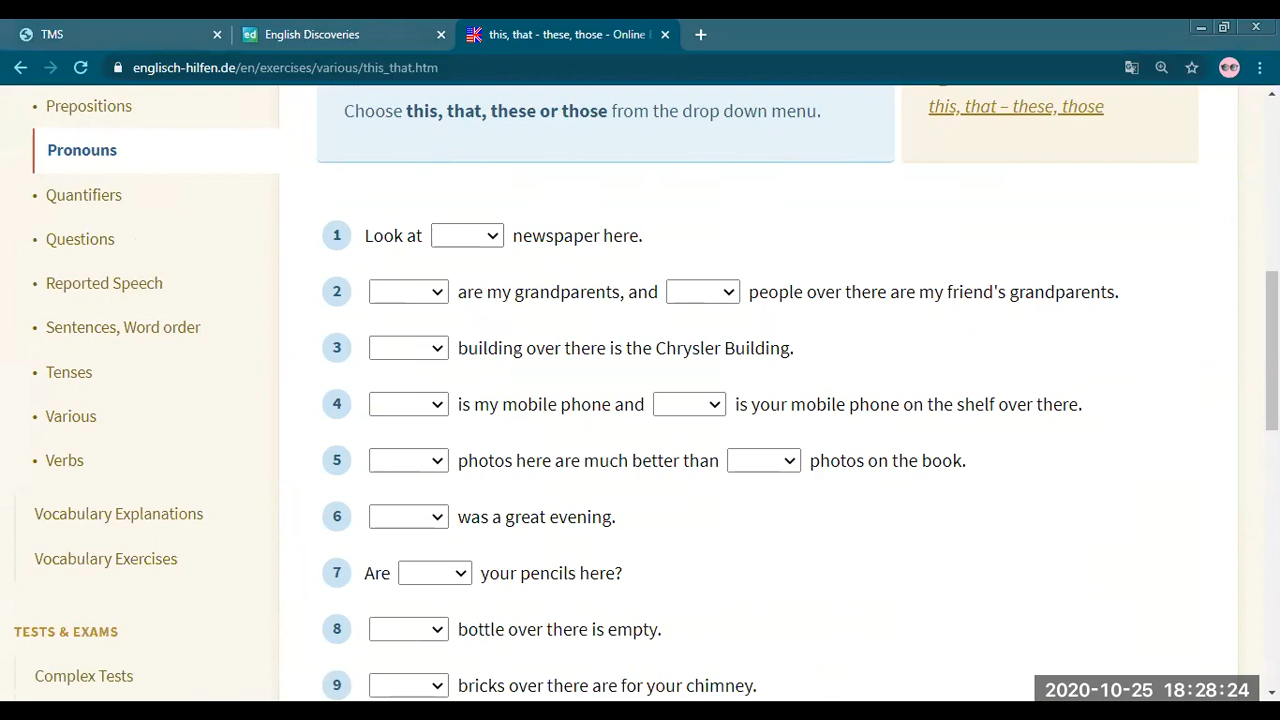 TMS
English Discoveries
this, that - these, those - Online E
englisch-hilfen.de/en/exercises/various/this_that.htm
Prepositions
Pronouns
Quantifiers
Questions
Reported Speech
Sentences, Word order
Tenses
Various
Verbs
Vocabulary Explanations
Vocabulary Exercises
TESTS & EXAMS
Complex Tests
Choose this, that, these or those from the drop down menu.
this, that – these, those
1 Look at newspaper here.
2 are my grandparents, and people over there are my friend's grandparents.
3 building over there is the Chrysler Building.
4 is my mobile phone and is your mobile phone on the shelf over there.
5 photos here are much better than photos on the book.
6 was a great evening.
7 Are your pencils here?
8 bottle over there is empty.
9 bricks over there are for your chimney.
2020-10-25 18:28:24